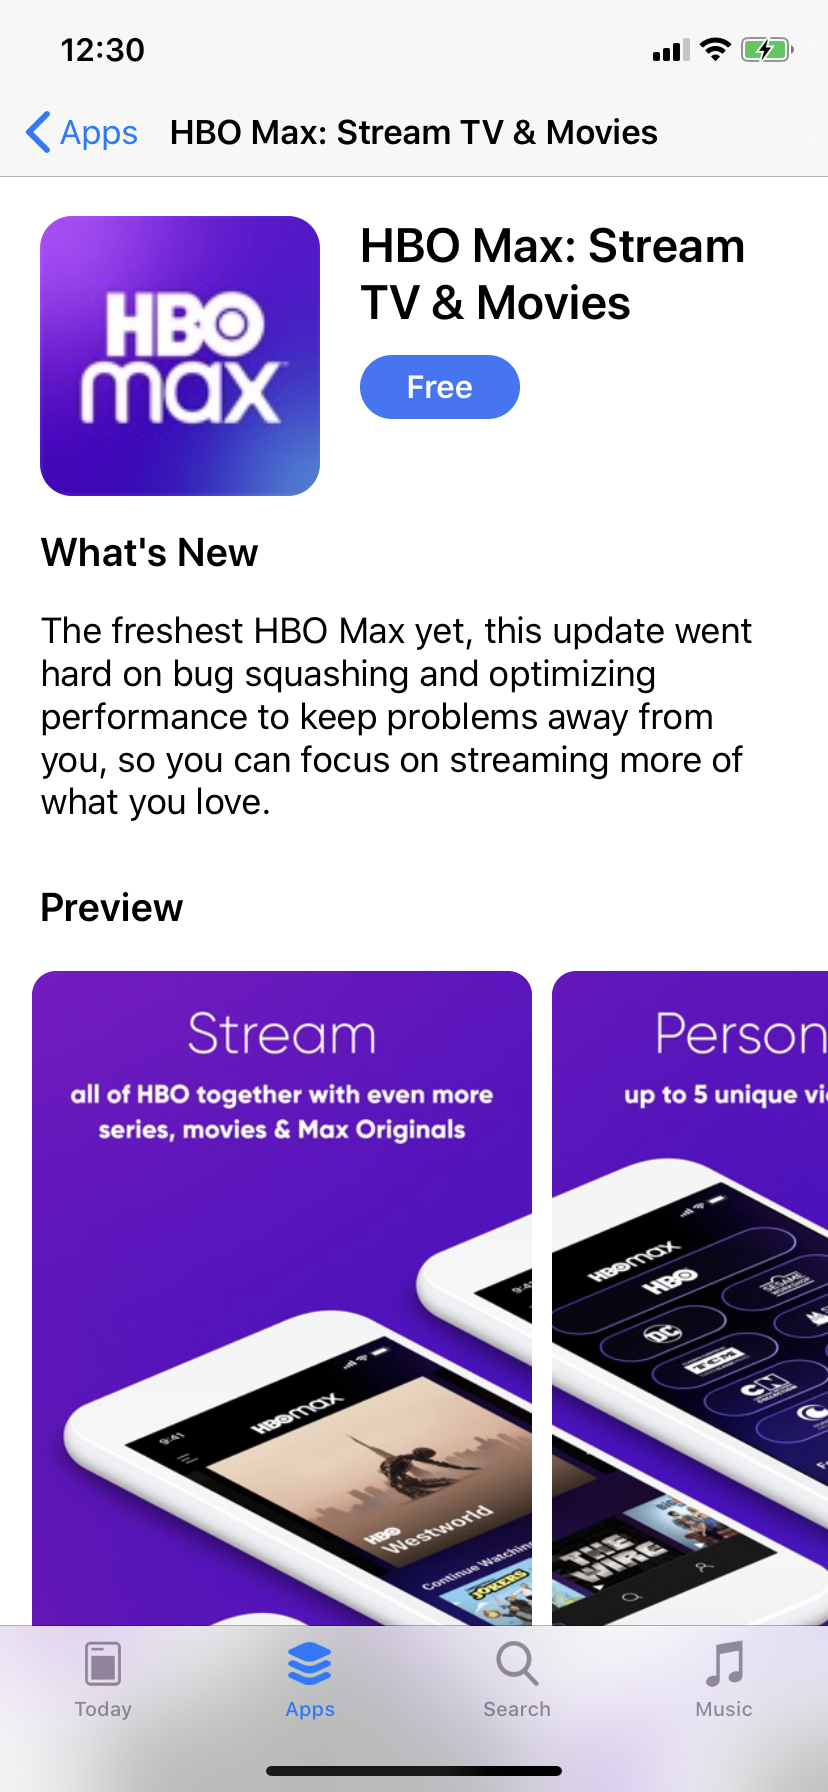 12:30
Apps
HBO Max: Stream TV & Movies
HBO
max
HBO Max: Stream
TV & Movies
Free
What's New
The freshest HBO Max yet, this update went
hard on bug squashing and optimizing
performance to keep problems away from
you, so you can focus on streaming more of
what you love.
Preview
Stream
all of HBO together with even more
series, movies & Max Originals
9:41
HBOmax
HBO
Westworld
Continue Watching
JOKERS
Person
up to 5 unique
HBOmax
HBO
SESAME
WORKSHOP
DC
TCM
CN
THE
WIRE
Today
Apps
Search
Music